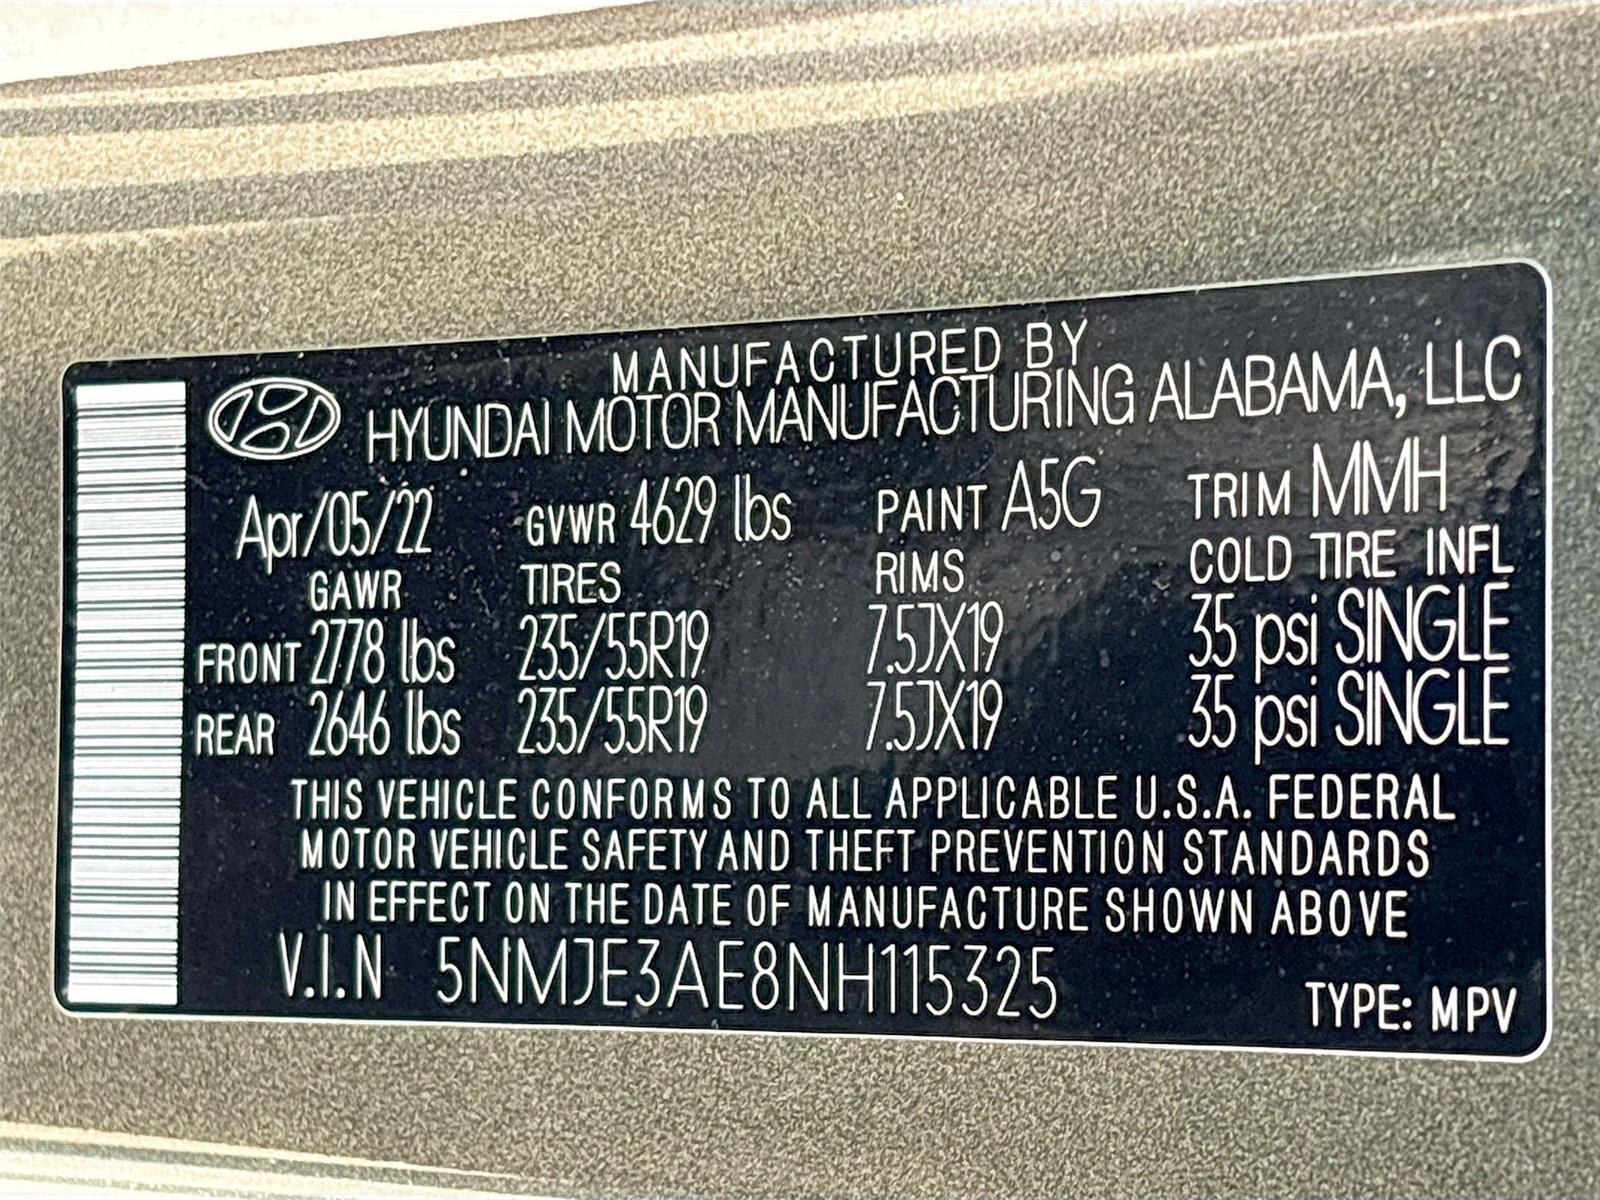 MANUFACTURED BY
HYUNDAI MOTOR MANUFACTURING ALABAMA, LLC
Apr/05/22 GVWR 4629 lbs PAINT A5G TRIM MMH
GAWR TIRES RIMS COLD TIRE INFL
FRONT 2778 lbs 235/55R19 7.5JX19 35 psi SINGLE
REAR 2646 lbs 235/55R19 7.5JX19 35 psi SINGLE
THIS VEHICLE CONFORMS TO ALL APPLICABLE U.S.A. FEDERAL
MOTOR VEHICLE SAFETY AND THEFT PREVENTION STANDARDS
IN EFFECT ON THE DATE OF MANUFACTURE SHOWN ABOVE
V.I.N 5NMJE3AE8NH115325
TYPE: MPV